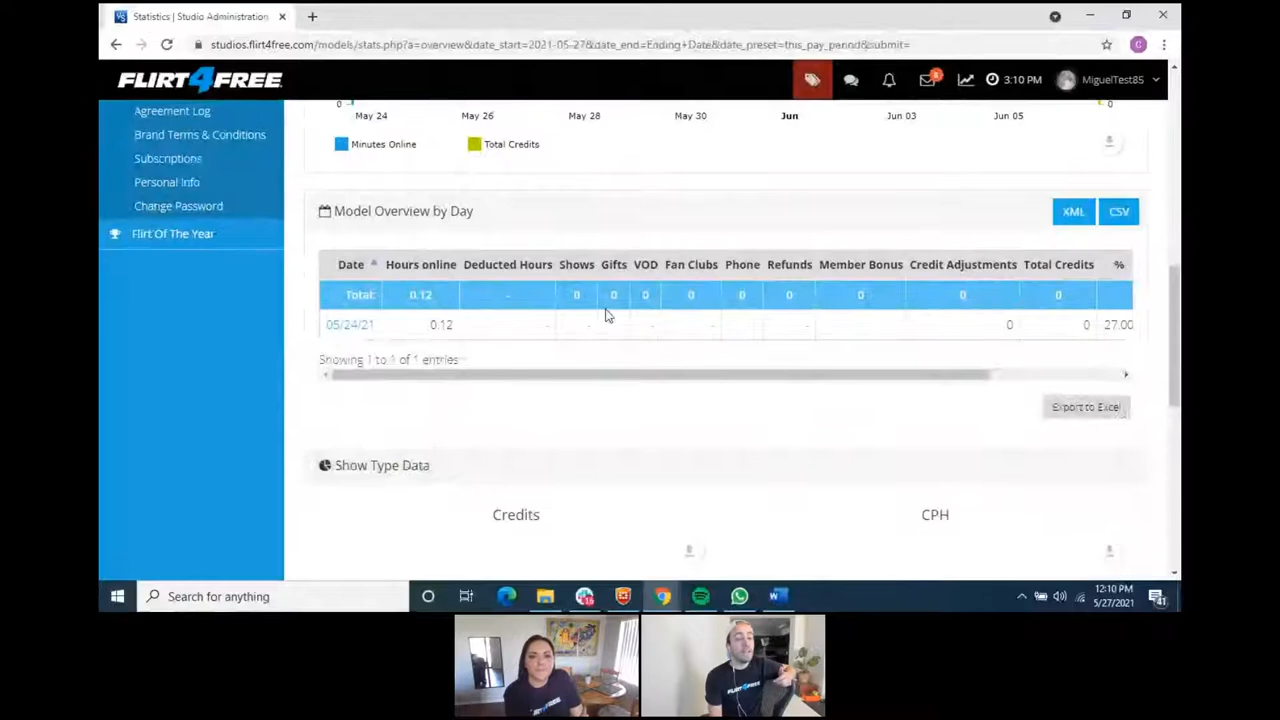 Statistics | Studio Administration
studios.flirt4free.com/models/stats.php?a=overview&date_start=2021-05-27&date_end=Ending+Date&date_preset=this_pay_period&submit=
FLIRT4FREE
3:10 PM MiguelTest85
Agreement Log
Brand Terms & Conditions
Subscriptions
Personal Info
Change Password
Flirt Of The Year
0 0
May 24 May 26 May 28 May 30 Jun Jun 03 Jun 05
Minutes Online Total Credits
Model Overview by Day XML CSV
Date Hours online Deducted Hours Shows Gifts VOD Fan Clubs Phone Refunds Member Bonus Credit Adjustments Total Credits %
Total: 0.12 - 0 0 0 0 0 0 0 0 0
05/24/21 0.12 - - - - - - - 0 0 27.00
Showing 1 to 1 of 1 entries
Export to Excel
Show Type Data
Credits CPH
Search for anything
16
12:10 PM
5/27/2021
41
FLIRT4FREE